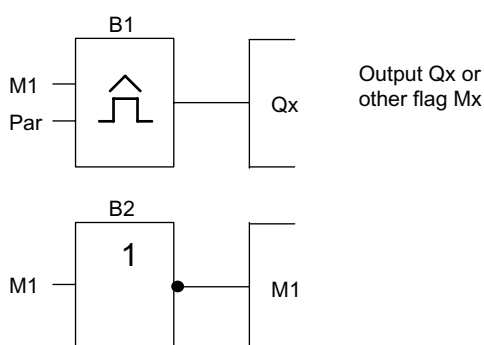 B1
M1
Par
Qx
Output Qx or
other flag Mx
B2
1
M1
M1